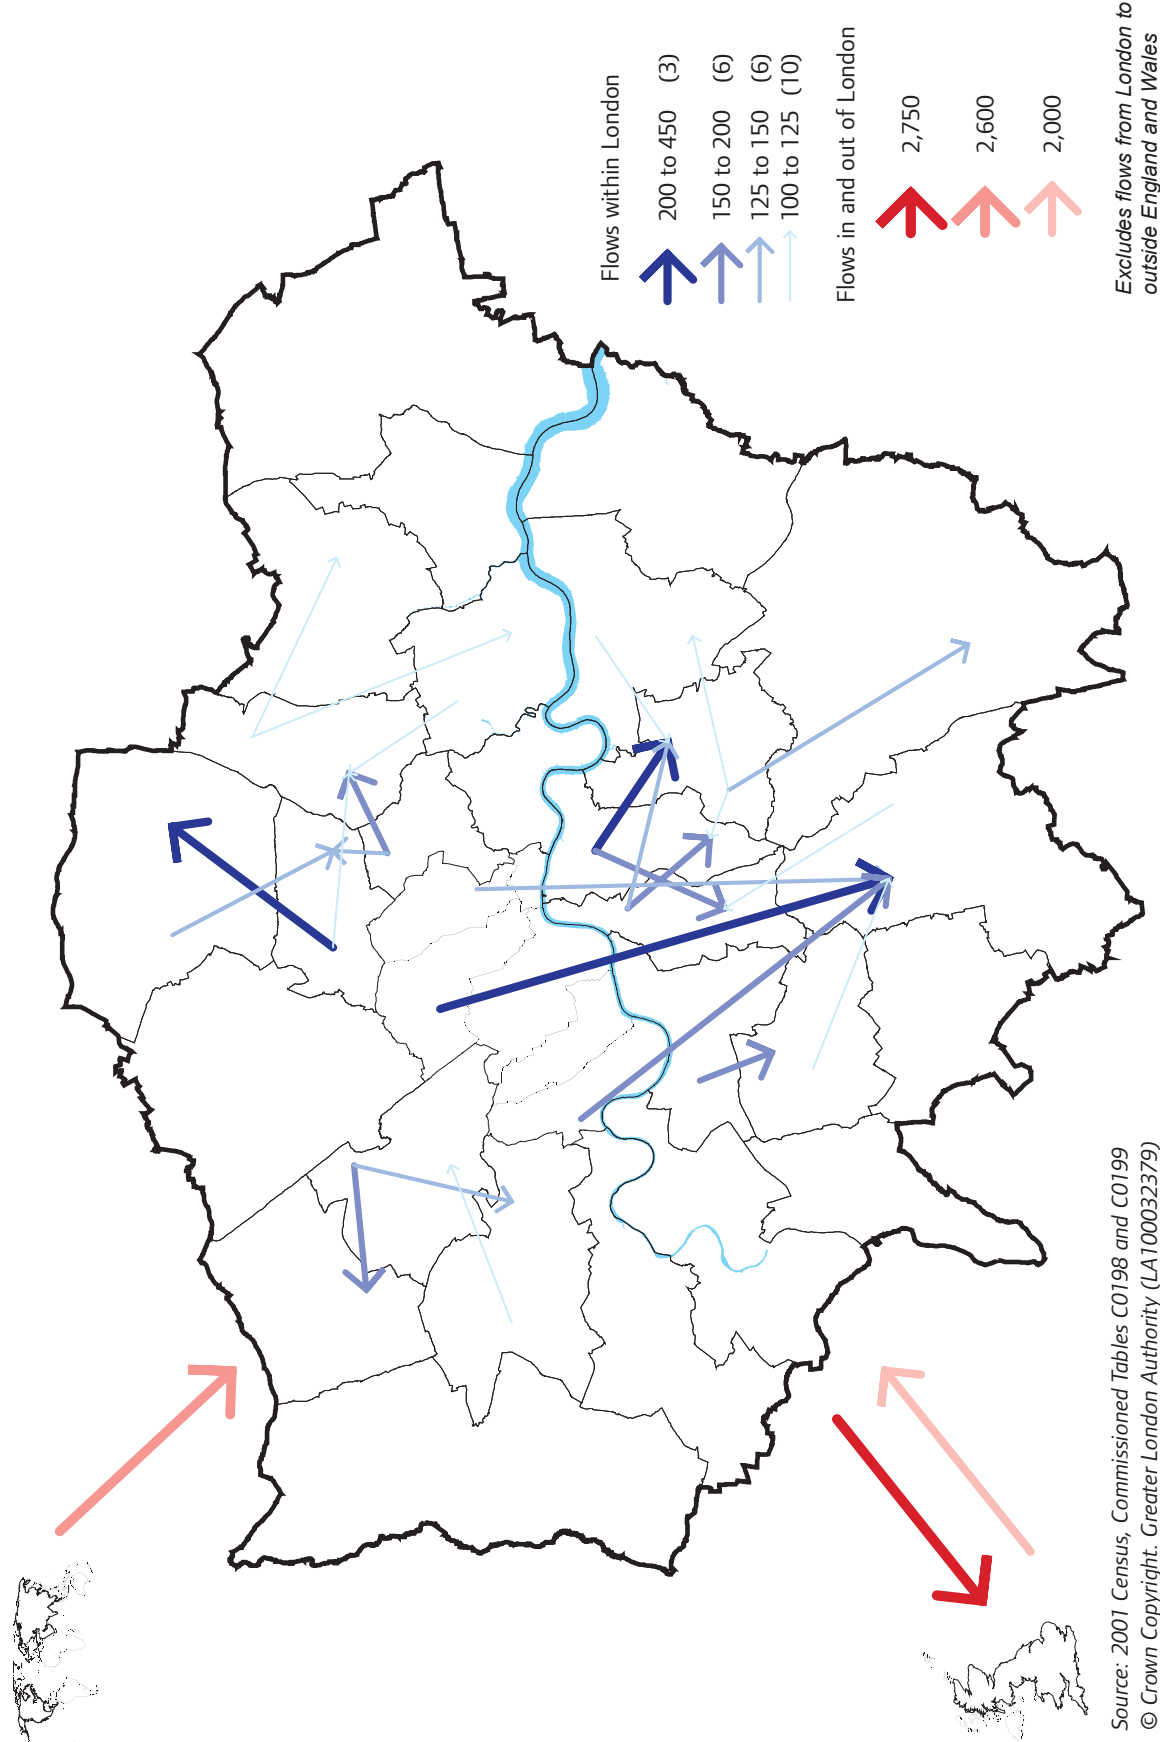 Flows within London
200 to 450 (3)
150 to 200 (6)
125 to 150 (6)
100 to 125 (10)
Flows in and out of London
2,750
2,600
2,000
Excludes flows from London to
outside England and Wales
Source: 2001 Census, Commissioned Tables C0198 and C0199
© Crown Copyright. Greater London Authority (LA100032379)